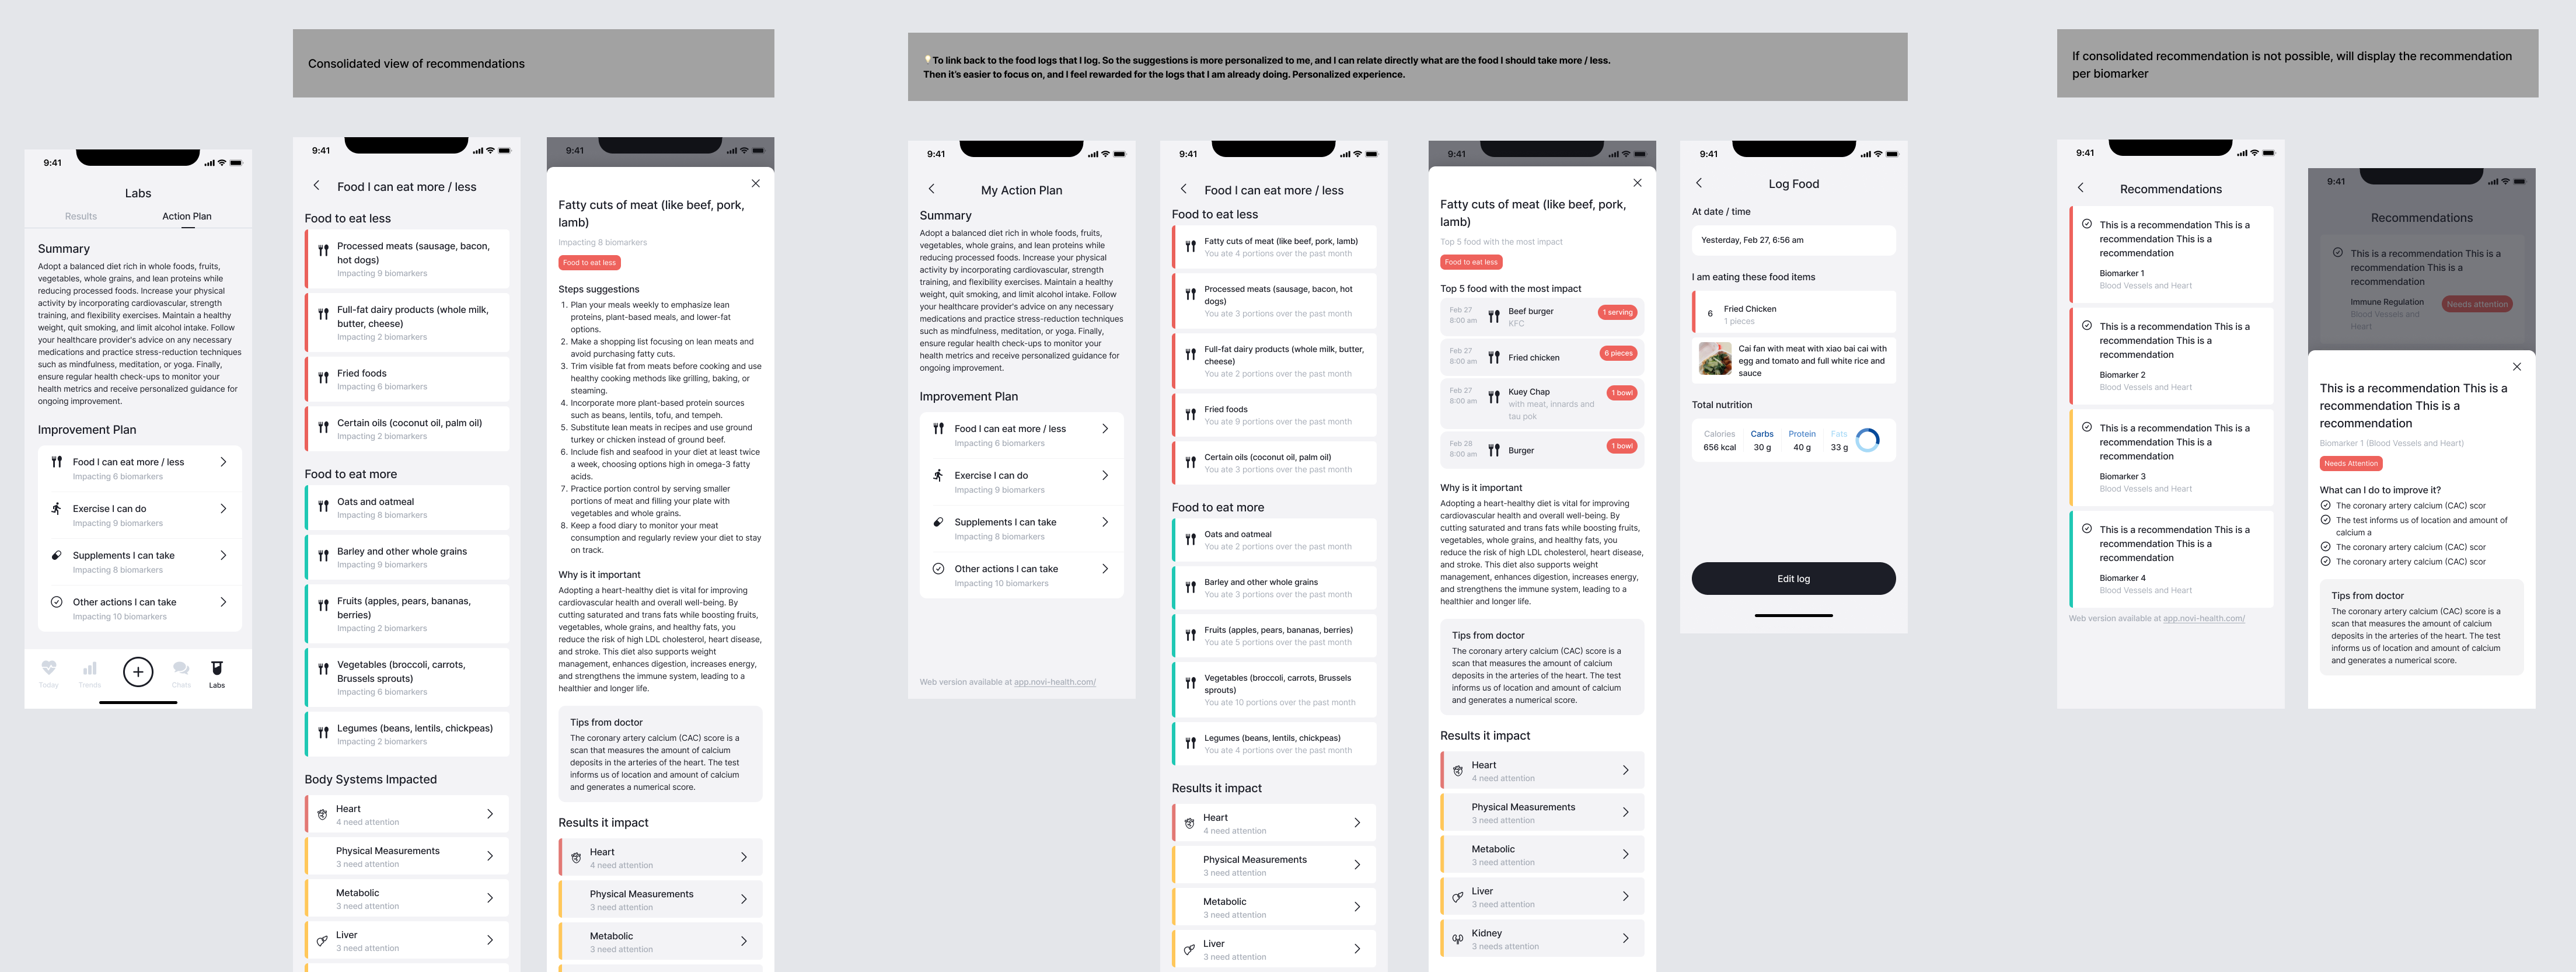 Consolidated view of recommendations
💡To link back to the food logs that I log. So the suggestions is more personalized to me, and I can relate directly what are the food I should take more / less.
Then it's easier to focus on, and I feel rewarded for the logs that I am already doing. Personalized experience.
If consolidated recommendation is not possible, will display the recommendation
per biomarker
9:41
Labs
Results
Action Plan
Summary
Adopt a balanced diet rich in whole foods, fruits,
vegetables, whole grains, and lean proteins while
reducing processed foods. Increase your physical
activity by incorporating cardiovascular, strength
training, and flexibility exercises. Maintain a healthy
weight, quit smoking, and limit alcohol intake. Follow
your healthcare provider's advice on any necessary
medications and practice stress-reduction techniques
such as mindfulness, meditation, or yoga. Finally,
ensure regular health check-ups to monitor your
health metrics and receive personalized guidance for
ongoing improvement.
Improvement Plan
Food I can eat more / less
Impacting 6 biomarkers
Exercise I can do
Impacting 9 biomarkers
Supplements I can take
Impacting 8 biomarkers
Other actions I can take
Impacting 10 biomarkers
Today
Trends
Chats
Labs
9:41
Food I can eat more / less
Food to eat less
Processed meats (sausage, bacon,
hot dogs)
Impacting 9 biomarkers
Full-fat dairy products (whole milk,
butter, cheese)
Impacting 2 biomarkers
Fried foods
Impacting 6 biomarkers
Certain oils (coconut oil, palm oil)
Impacting 2 biomarkers
Food to eat more
Oats and oatmeal
Impacting 8 biomarkers
Barley and other whole grains
Impacting 9 biomarkers
Fruits (apples, pears, bananas,
berries)
Impacting 2 biomarkers
Vegetables (broccoli, carrots,
Brussels sprouts)
Impacting 6 biomarkers
Legumes (beans, lentils, chickpeas)
Impacting 2 biomarkers
Body Systems Impacted
Heart
4 need attention
Physical Measurements
3 need attention
Metabolic
3 need attention
Liver
3 need attention
9:41
Fatty cuts of meat (like beef, pork,
lamb)
Impacting 8 biomarkers
Food to eat less
Steps suggestions
1. Plan your meals weekly to emphasize lean
proteins, plant-based meals, and lower-fat
options.
2. Make a shopping list focusing on lean meats and
avoid purchasing fatty cuts.
3. Trim visible fat from meats before cooking and use
healthy cooking methods like grilling, baking, or
steaming.
4. Incorporate more plant-based protein sources
such as beans, lentils, tofu, and tempeh.
5. Substitute lean meats in recipes and use ground
turkey or chicken instead of ground beef.
6. Include fish and seafood in your diet at least twice
a week, choosing options high in omega-3 fatty
acids.
7. Practice portion control by serving smaller
portions of meat and filling your plate with
vegetables and whole grains.
8. Keep a food diary to monitor your meat
consumption and regularly review your diet to stay
on track.
Why is it important
Adopting a heart-healthy diet is vital for improving
cardiovascular health and overall well-being. By
cutting saturated and trans fats while boosting fruits,
vegetables, whole grains, and healthy fats, you
reduce the risk of high LDL cholesterol, heart disease,
and stroke. This diet also supports weight
management, enhances digestion, increases energy,
and strengthens the immune system, leading to a
healthier and longer life.
Tips from doctor
The coronary artery calcium (CAC) score is a
scan that measures the amount of calcium
deposits in the arteries of the heart. The test
informs us of location and amount of calcium
and generates a numerical score.
Results it impact
Heart
4 need attention
Physical Measurements
3 need attention
Metabolic
3 need attention
9:41
My Action Plan
Summary
Adopt a balanced diet rich in whole foods, fruits,
vegetables, whole grains, and lean proteins while
reducing processed foods. Increase your physical
activity by incorporating cardiovascular, strength
training, and flexibility exercises. Maintain a healthy
weight, quit smoking, and limit alcohol intake. Follow
your healthcare provider's advice on any necessary
medications and practice stress-reduction techniques
such as mindfulness, meditation, or yoga. Finally,
ensure regular health check-ups to monitor your
health metrics and receive personalized guidance for
ongoing improvement.
Improvement Plan
Food I can eat more / less
Impacting 6 biomarkers
Exercise I can do
Impacting 9 biomarkers
Supplements I can take
Impacting 8 biomarkers
Other actions I can take
Impacting 10 biomarkers
Web version available at app.novi-health.com/
9:41
Food I can eat more / less
Food to eat less
Fatty cuts of meat (like beef, pork, lamb)
You ate 4 portions over the past month
Processed meats (sausage, bacon, hot
dogs)
You ate 3 portions over the past month
Full-fat dairy products (whole milk, butter,
cheese)
You ate 2 portions over the past month
Fried foods
You ate 9 portions over the past month
Certain oils (coconut oil, palm oil)
You ate 3 portions over the past month
Food to eat more
Oats and oatmeal
You ate 2 portions over the past month
Barley and other whole grains
You ate 3 portions over the past month
Fruits (apples, pears, bananas, berries)
You ate 5 portions over the past month
Vegetables (broccoli, carrots, Brussels
sprouts)
You ate 10 portions over the past month
Legumes (beans, lentils, chickpeas)
You ate 4 portions over the past month
Results it impact
Heart
4 need attention
Physical Measurements
3 need attention
Metabolic
3 need attention
Liver
3 need attention
9:41
Fatty cuts of meat (like beef, pork,
lamb)
Top 5 food with the most impact
Food to eat less
Top 5 food with the most impact
Feb 27
8:00 am
Beef burger
KFC
1 serving
Feb 27
8:00 am
Fried chicken
6 pieces
Feb 27
8:00 am
Kuey Chap
with meat, innards and
tau pok
1 bowl
Feb 28
8:00 am
Burger
1 bowl
Why is it important
Adopting a heart-healthy diet is vital for improving
cardiovascular health and overall well-being. By
cutting saturated and trans fats while boosting fruits,
vegetables, whole grains, and healthy fats, you
reduce the risk of high LDL cholesterol, heart disease,
and stroke. This diet also supports weight
management, enhances digestion, increases energy,
and strengthens the immune system, leading to a
healthier and longer life.
Tips from doctor
The coronary artery calcium (CAC) score is a
scan that measures the amount of calcium
deposits in the arteries of the heart. The test
informs us of location and amount of calcium
and generates a numerical score.
Results it impact
Heart
4 need attention
Physical Measurements
3 need attention
Metabolic
3 need attention
Liver
3 need attention
Kidney
3 needs attention
9:41
Log Food
At date / time
Yesterday, Feb 27, 6:56 am
I am eating these food items
6
Fried Chicken
1 pieces
Cai fan with meat with xiao bai cai with
egg and tomato and full white rice and
sauce
Total nutrition
Calories
656 kcal
Carbs
30 g
Protein
40 g
Fats
33 g
Edit log
9:41
Recommendations
This is a recommendation This is a
recommendation This is a
recommendation
Biomarker 1
Blood Vessels and Heart
This is a recommendation This is a
recommendation This is a
recommendation
Biomarker 2
Blood Vessels and Heart
This is a recommendation This is a
recommendation This is a
recommendation
Biomarker 3
Blood Vessels and Heart
This is a recommendation This is a
recommendation This is a
recommendation
Biomarker 4
Blood Vessels and Heart
Web version available at app.novi-health.com/
9:41
Recommendations
This is a recommendation This is a
recommendation This is a
recommendation
Immune Regulation
Blood Vessels and
Heart
Needs attention
This is a recommendation This is a
recommendation This is a
recommendation
Biomarker 1 (Blood Vessels and Heart)
Needs Attention
What can I do to improve it?
The coronary artery calcium (CAC) scor
The test informs us of location and amount of
calcium a
The coronary artery calcium (CAC) scor
The coronary artery calcium (CAC) scor
Tips from doctor
The coronary artery calcium (CAC) score is a
scan that measures the amount of calcium
deposits in the arteries of the heart. The test
informs us of location and amount of calcium
and generates a numerical score.